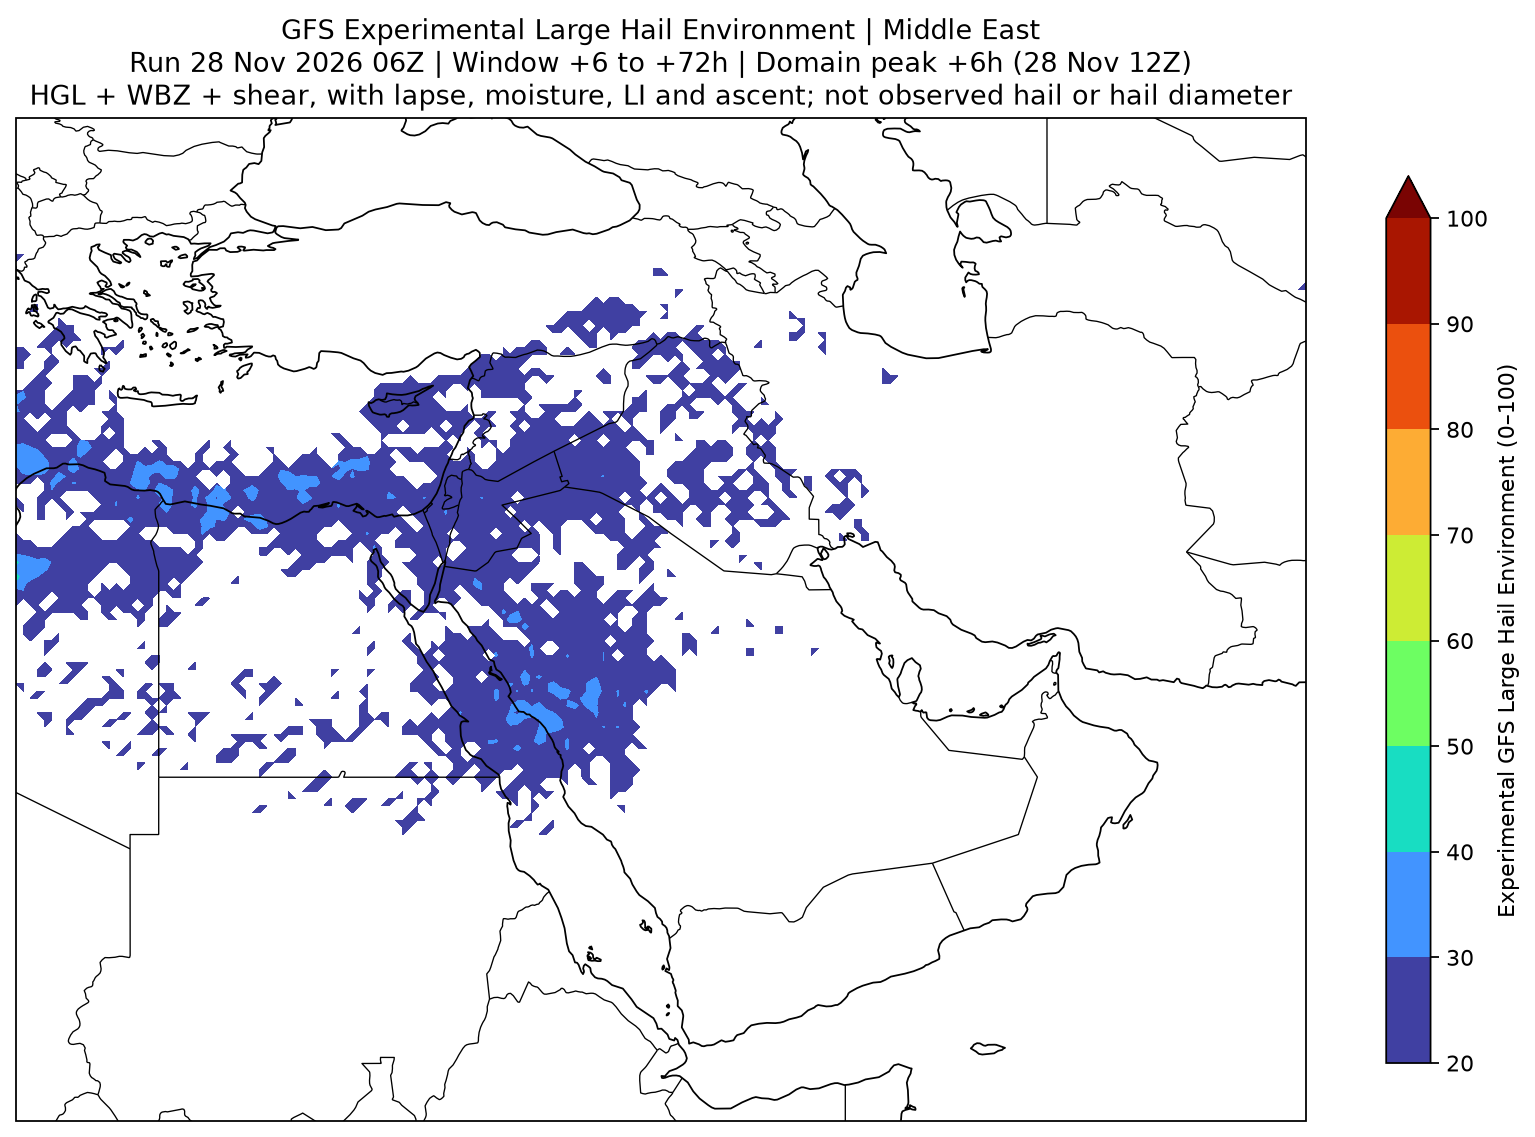 GFS Experimental Large Hail Environment | Middle East
Run 28 Nov 2026 06Z | Window +6 to +72h | Domain peak +6h (28 Nov 12Z)
HGL + WBZ + shear, with lapse, moisture, LI and ascent; not observed hail or hail diameter
100
90
80
70
60
50
40
30
20
Experimental GFS Large Hail Environment (0–100)